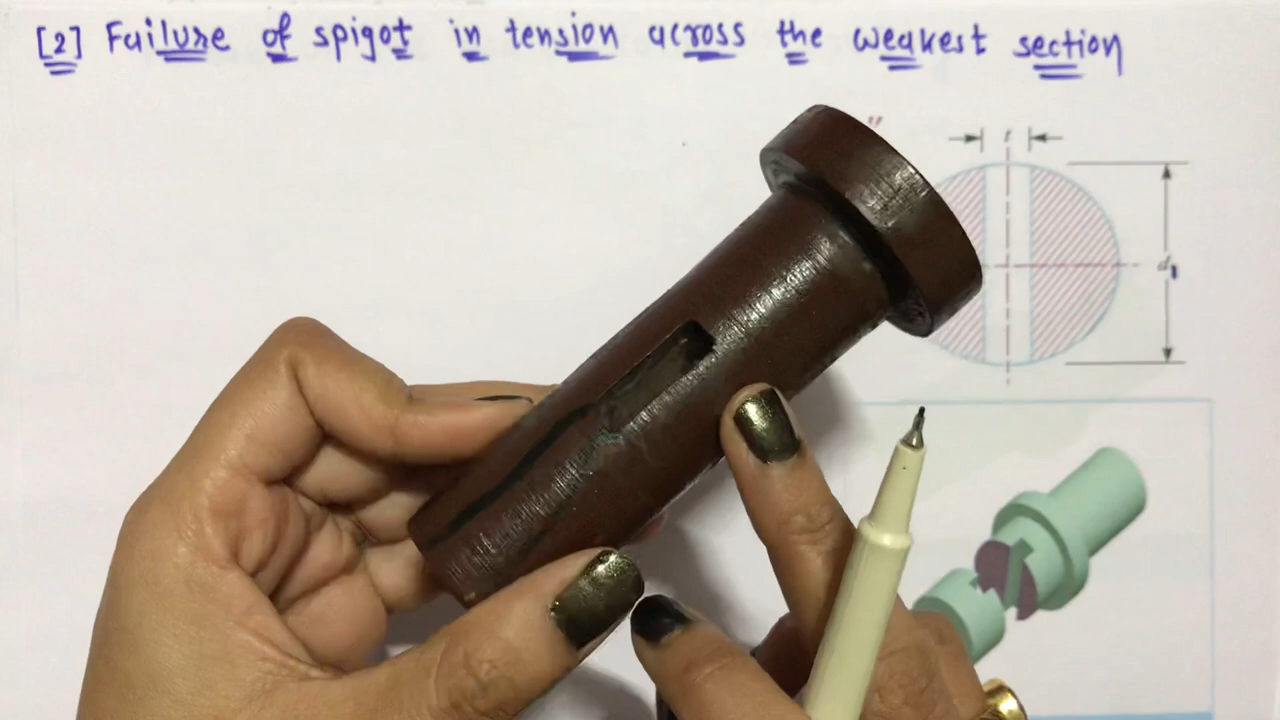 [2] Failure of spigot in tension across the weakest section
t
d1